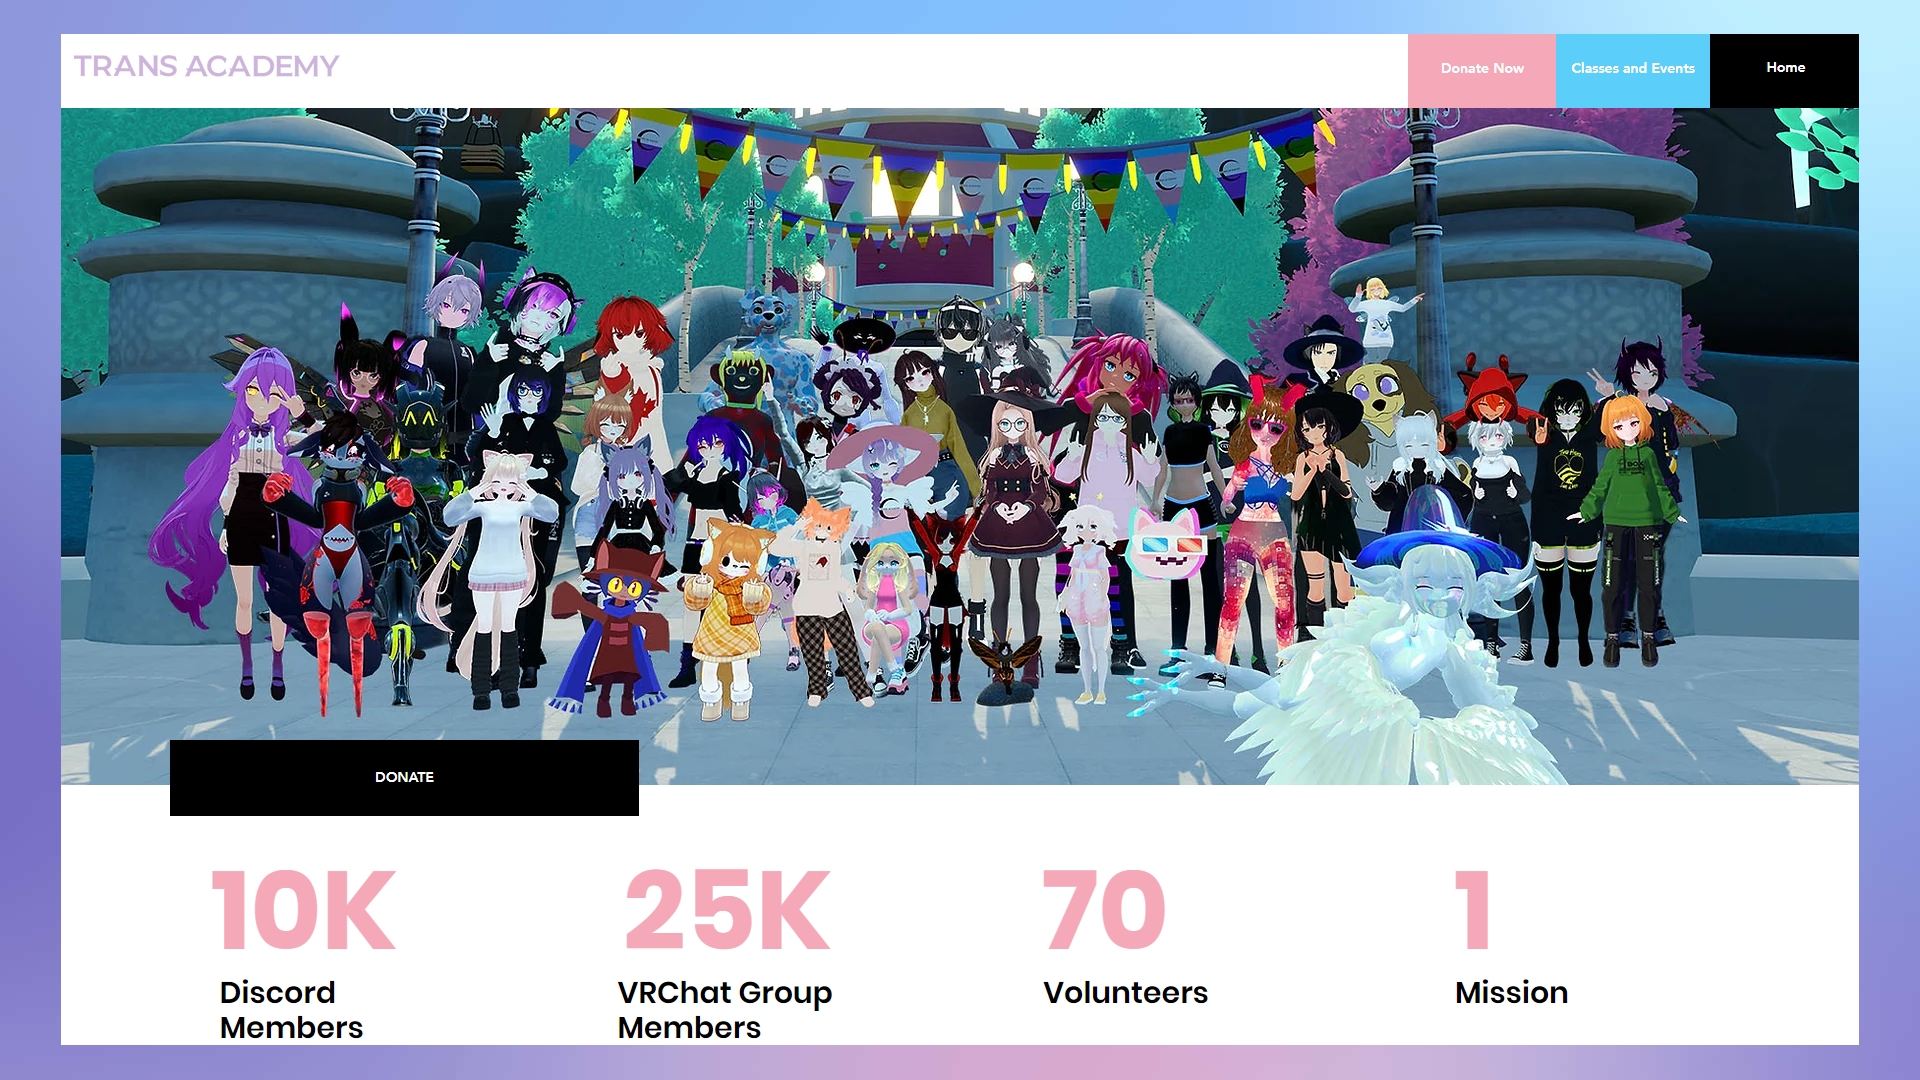 TRANS ACADEMY
Donate Now
Classes and Events
Home
DONATE
10K
25K
70
1
Discord
Members
VRChat Group
Members
Volunteers
Mission